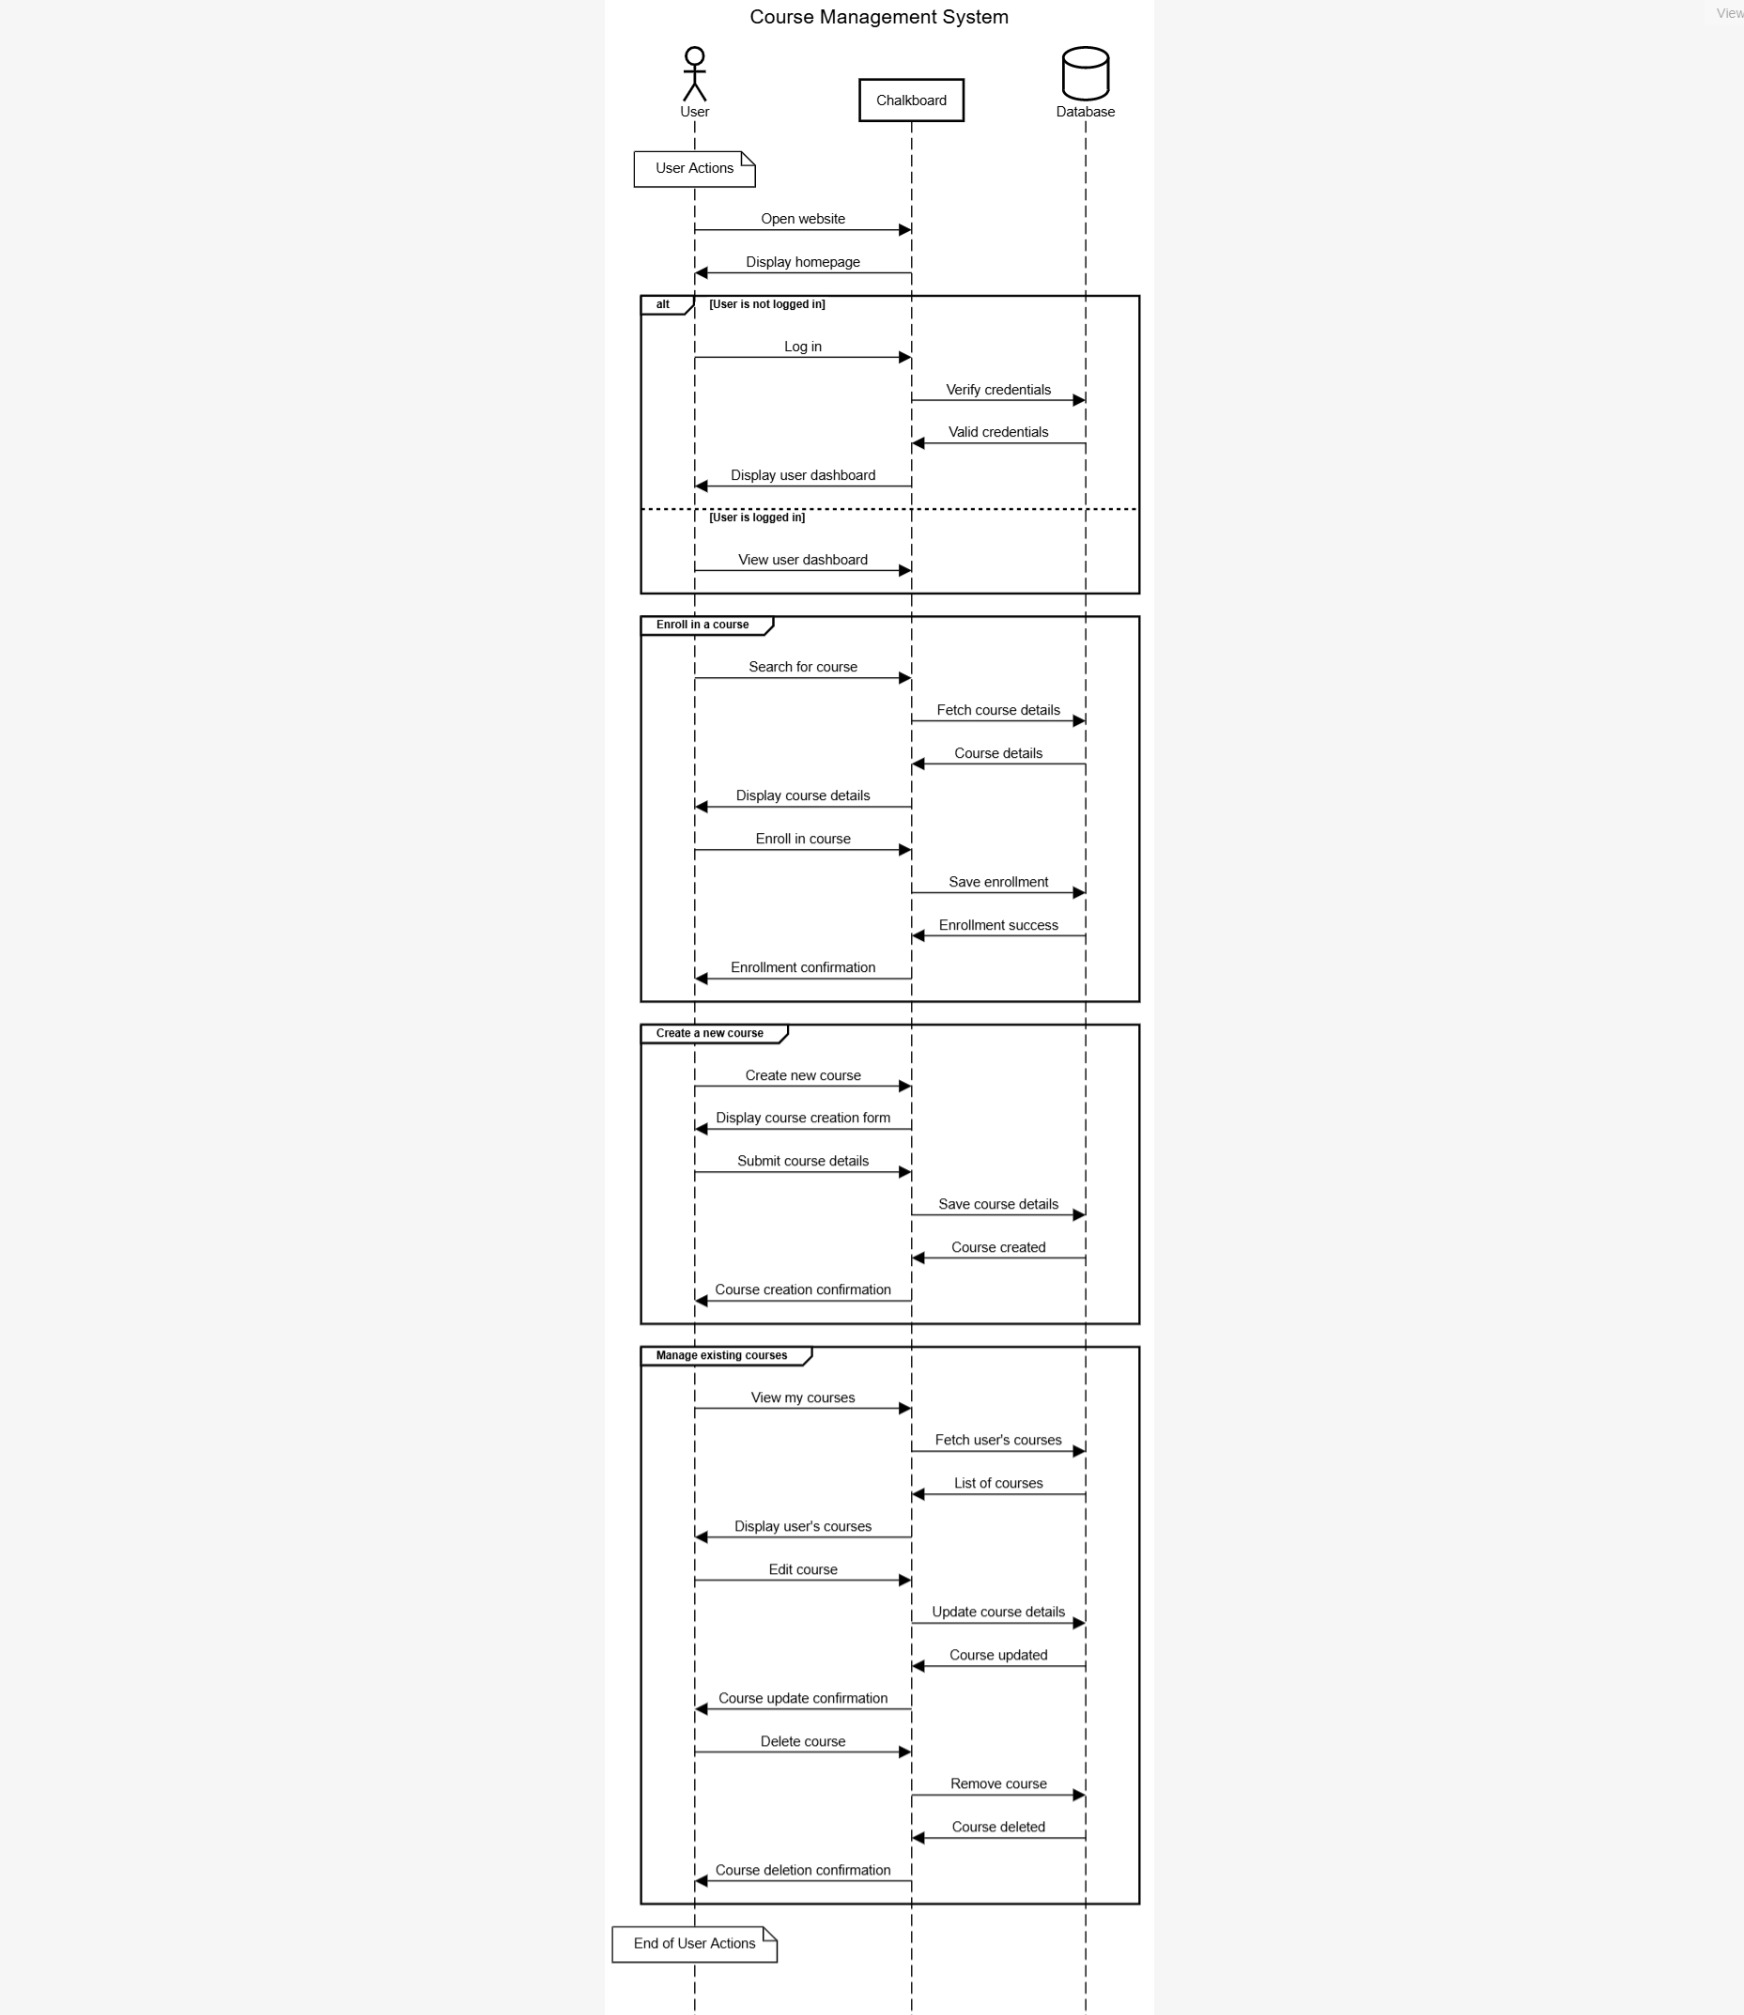 Course Management System
View
User
Chalkboard
Database
User Actions
Open website
Display homepage
alt
[User is not logged in]
Log in
Verify credentials
Valid credentials
Display user dashboard
[User is logged in]
View user dashboard
Enroll in a course
Search for course
Fetch course details
Course details
Display course details
Enroll in course
Save enrollment
Enrollment success
Enrollment confirmation
Create a new course
Create new course
Display course creation form
Submit course details
Save course details
Course created
Course creation confirmation
Manage existing courses
View my courses
Fetch user's courses
List of courses
Display user's courses
Edit course
Update course details
Course updated
Course update confirmation
Delete course
Remove course
Course deleted
Course deletion confirmation
End of User Actions